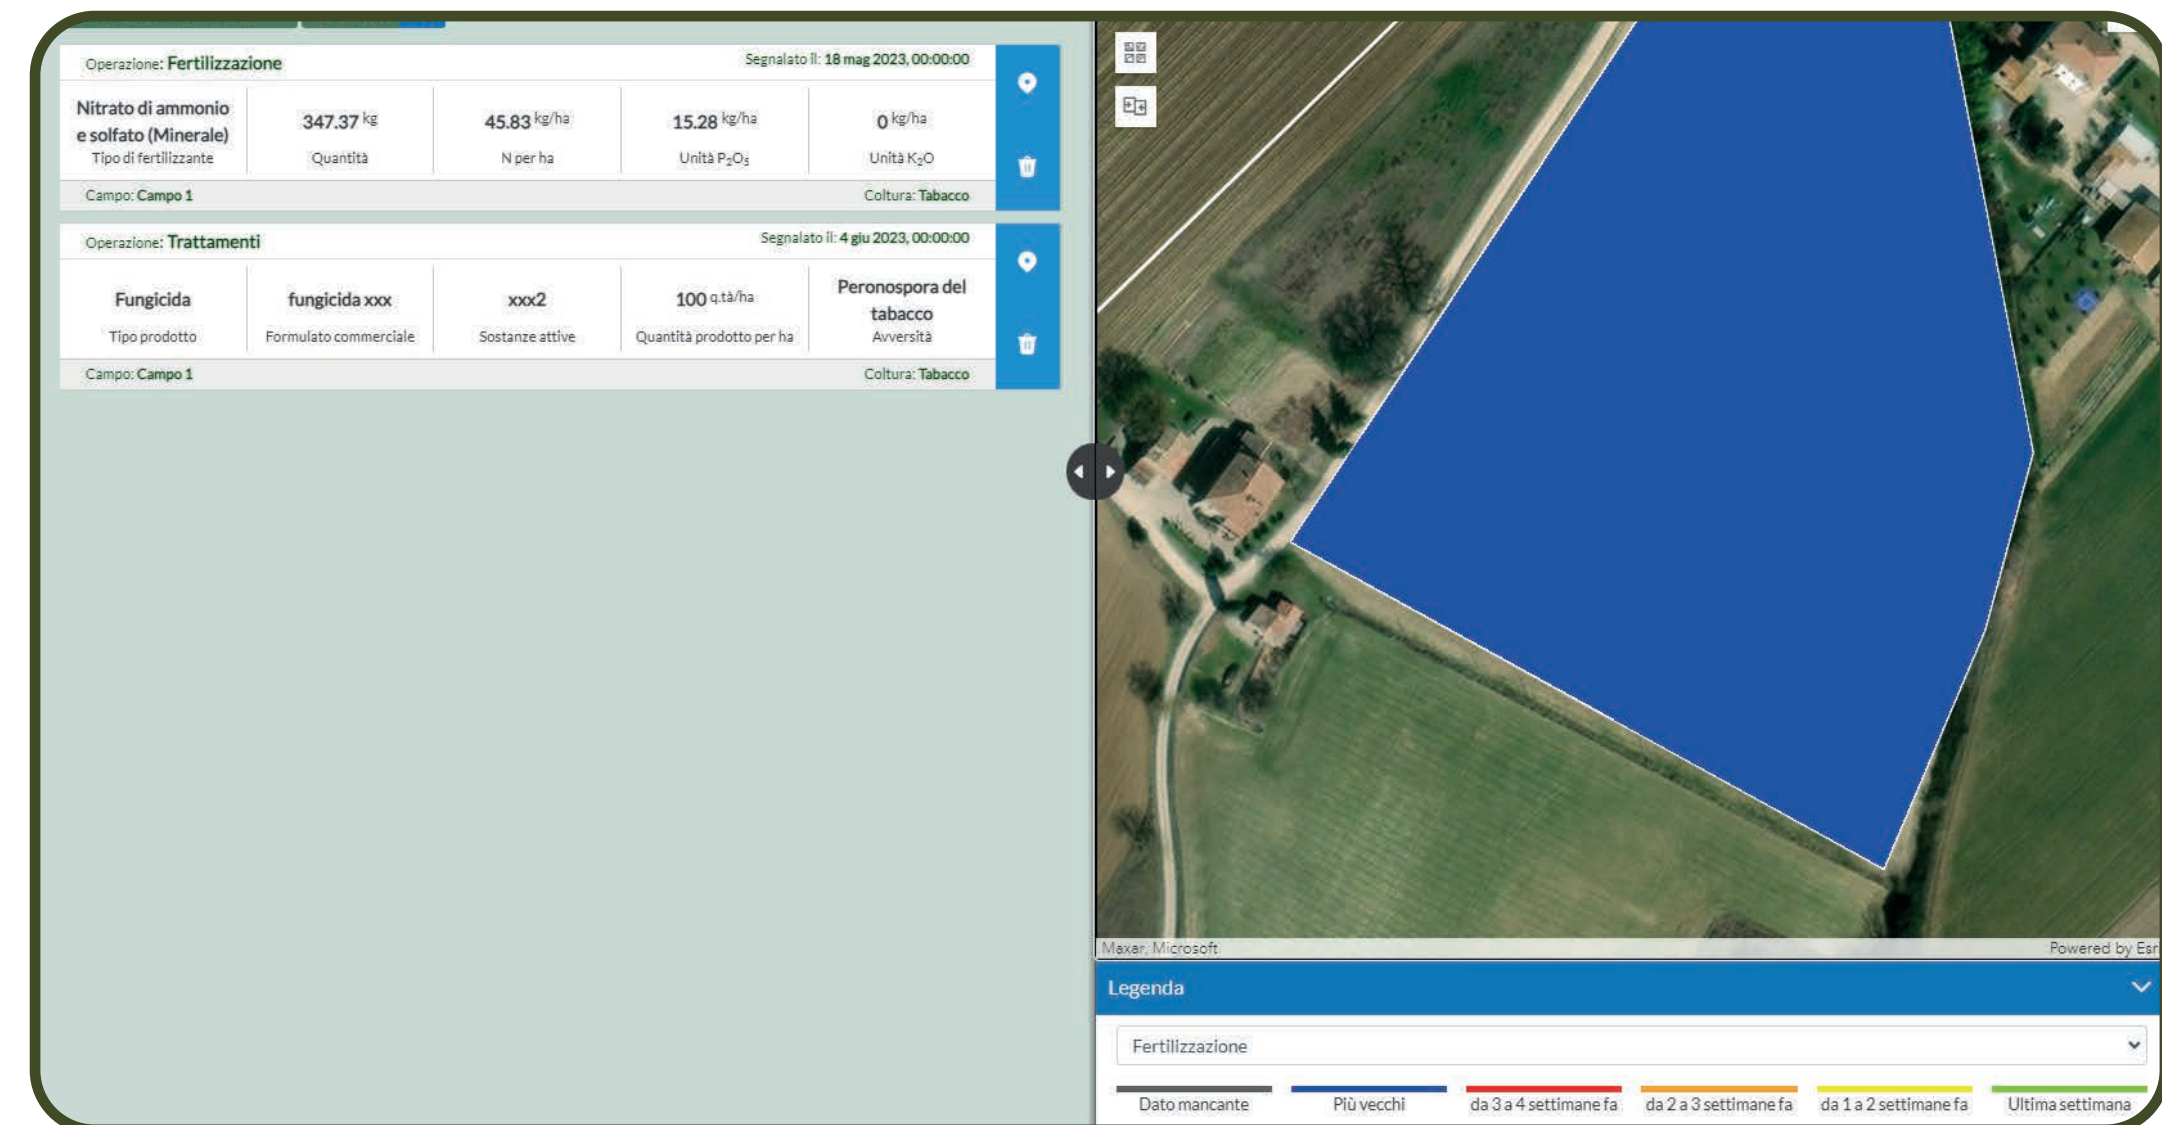 Operazione: Fertilizzazione
Segnalato il: 18 mag 2023, 00:00:00
Nitrato di ammonio
e solfato (Minerale)
Tipo di fertilizzante
347.37 kg
Quantità
45.83 kg/ha
N per ha
15.28 kg/ha
Unità P₂O₅
0 kg/ha
Unità K₂O
Campo: Campo 1
Coltura: Tabacco
Operazione: Trattamenti
Segnalato il: 4 giu 2023, 00:00:00
Fungicida
Tipo prodotto
fungicida xxx
Formulato commerciale
xxx2
Sostanze attive
100 q.tà/ha
Quantità prodotto per ha
Peronospora del
tabacco
Avversità
Campo: Campo 1
Coltura: Tabacco
Maxar, Microsoft
Powered by Esr
Legenda
Fertilizzazione
Dato mancante
Più vecchi
da 3 a 4 settimane fa
da 2 a 3 settimane fa
da 1 a 2 settimane fa
Ultima settimana